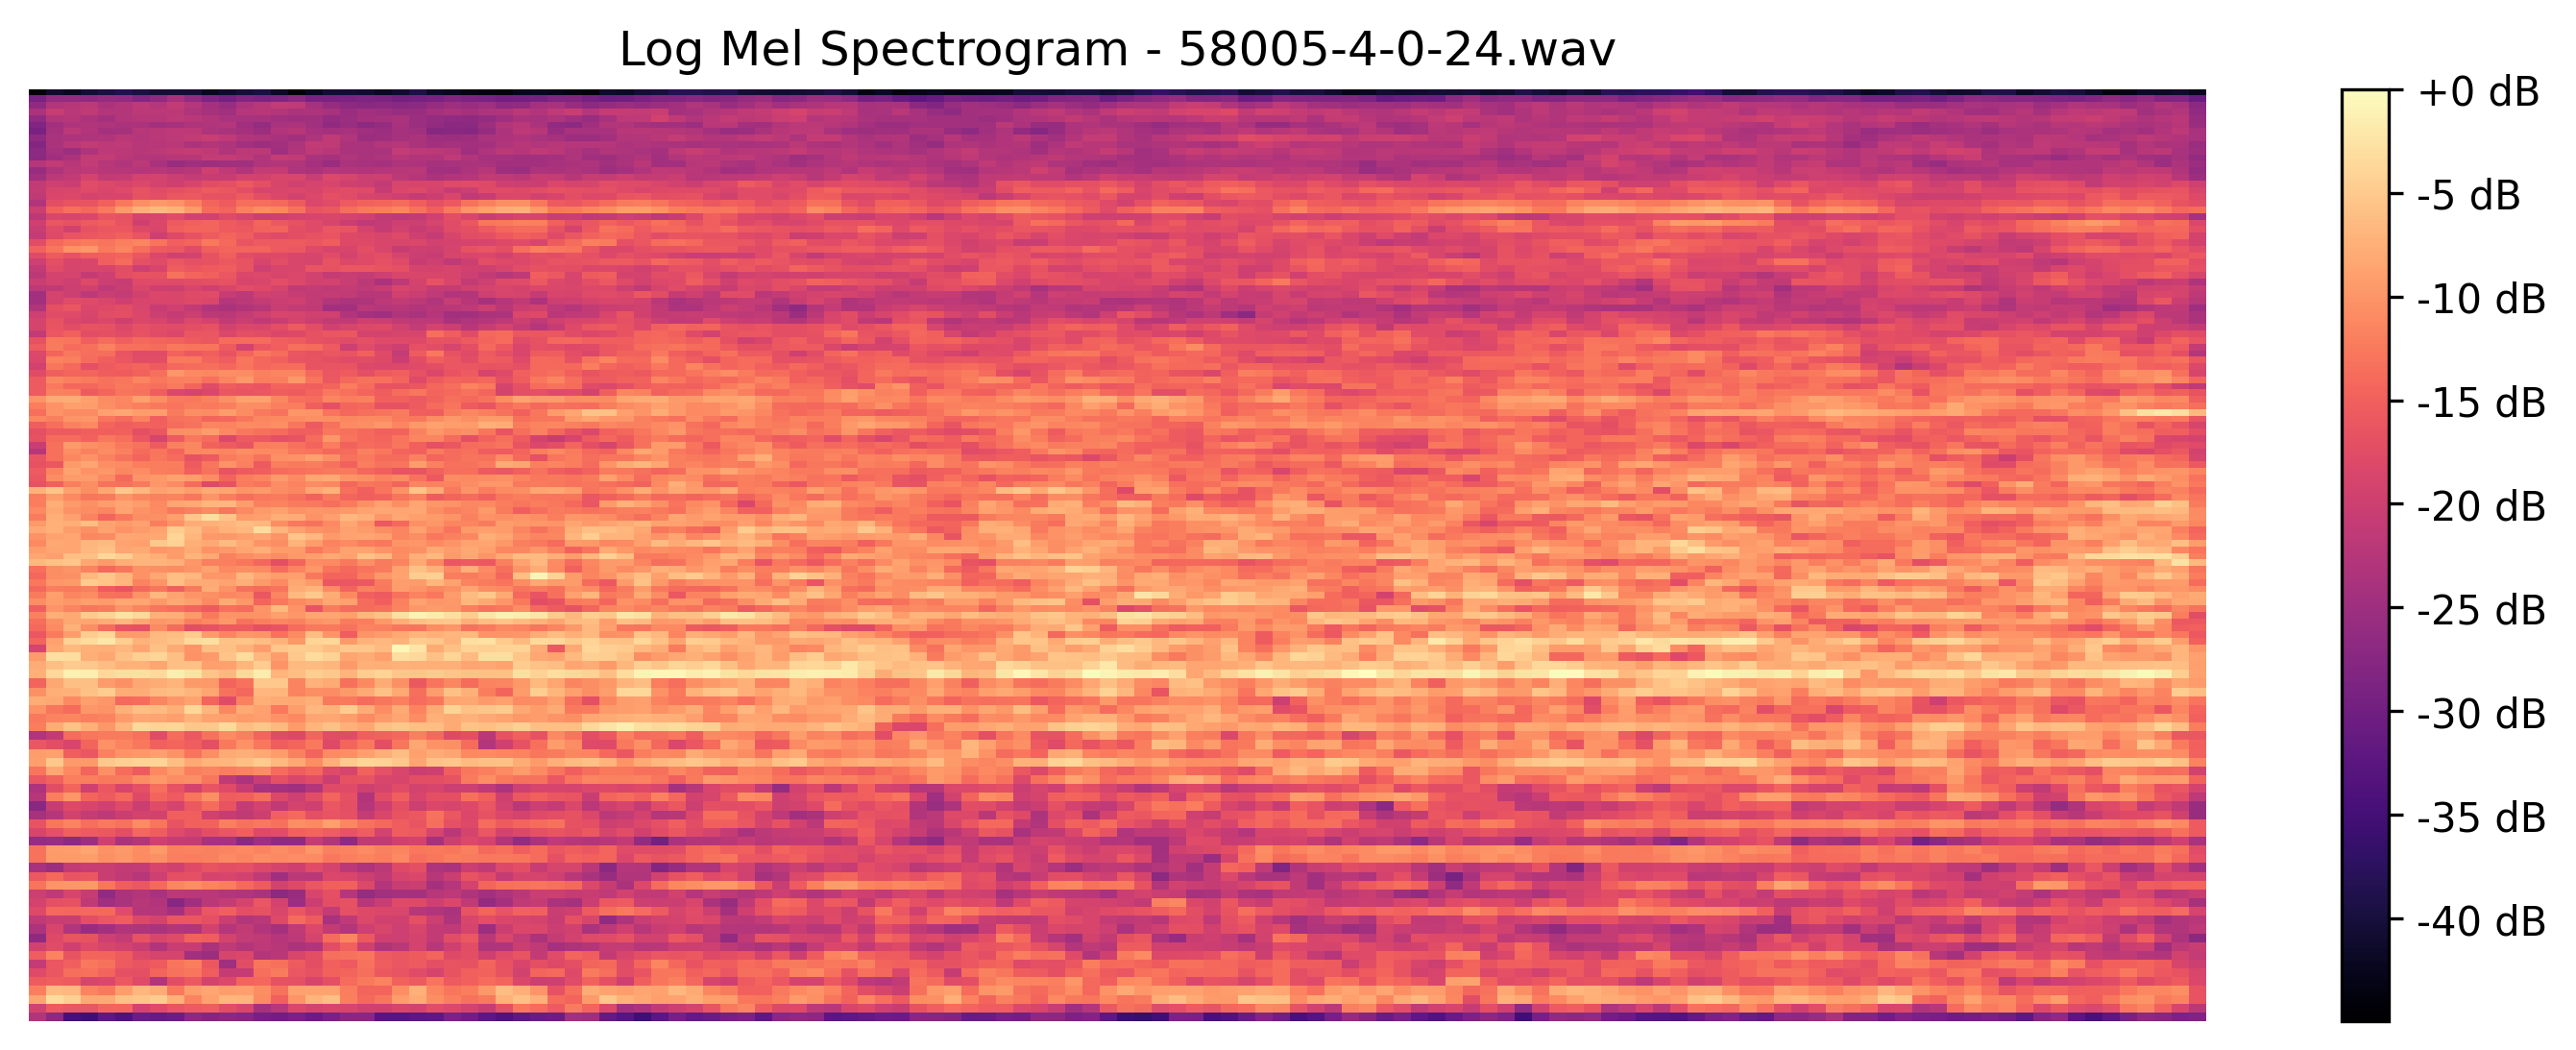 Log Mel Spectrogram - 58005-4-0-24.wav
+0 dB
-5 dB
-10 dB
-15 dB
-20 dB
-25 dB
-30 dB
-35 dB
-40 dB